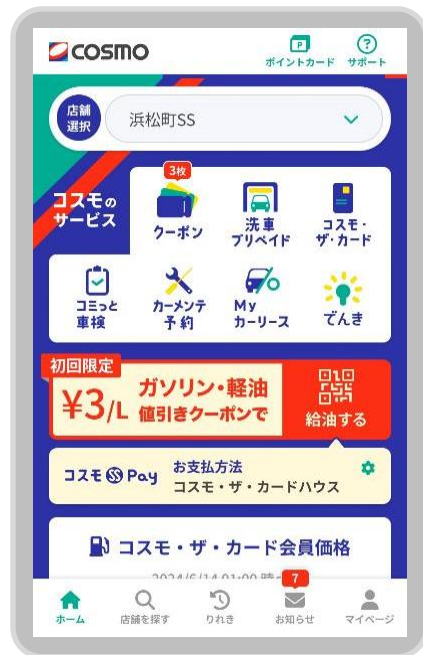 COSMO
ポイントカード
サポート
店舗
選択
浜松町SS
コスモの
サービス
3枚
クーポン
洗車
プリペイド
コスモ・
ザ・カード
コミっと
車検
カーメンテ
予約
My
カーリース
でんき
初回限定
¥3/L
ガソリン・軽油
値引きクーポンで
給油する
コスモ Pay
お支払方法
コスモ・ザ・カードハウス
コスモ・ザ・カード会員価格
2024/6/14 01:00 時
7
ホーム
店舗を探す
りれき
お知らせ
マイページ